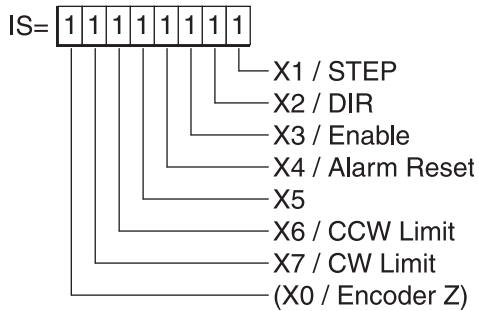 IS= 1 1 1 1 1 1 1 1
X1 / STEP
X2 / DIR
X3 / Enable
X4 / Alarm Reset
X5
X6 / CCW Limit
X7 / CW Limit
(X0 / Encoder Z)